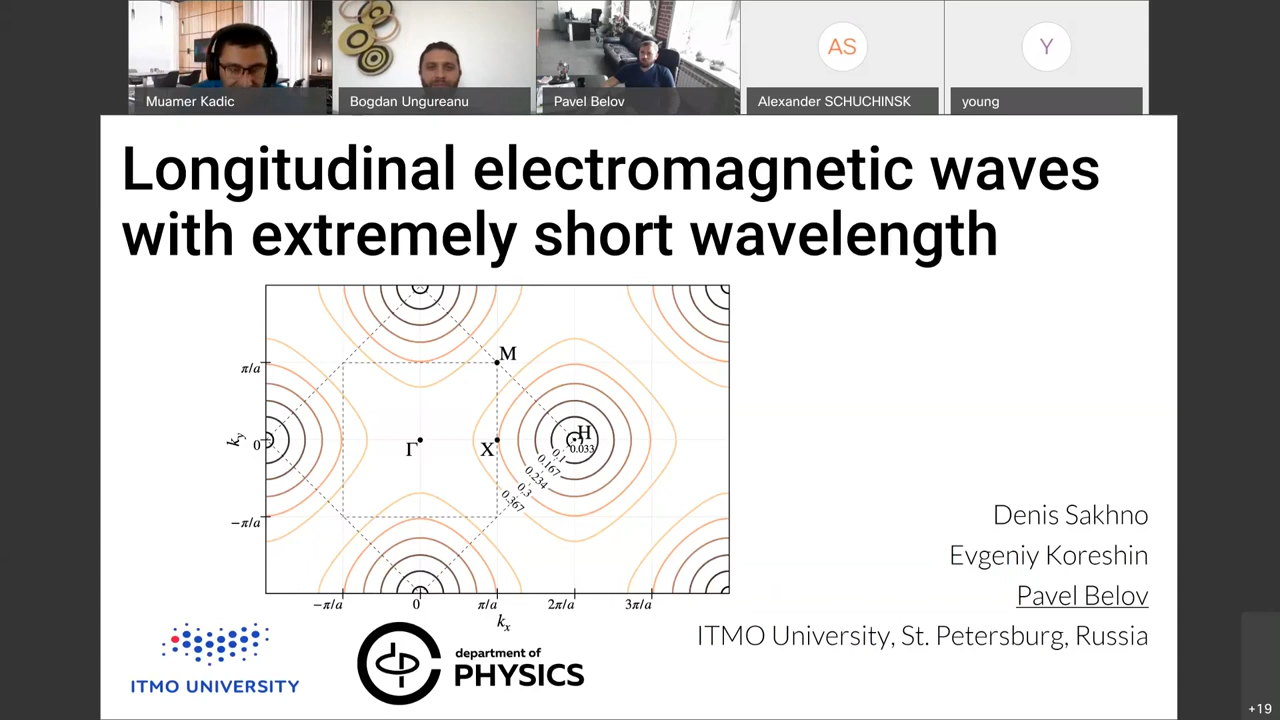 AS
Y
Muamer Kadic
Bogdan Ungureanu
Pavel Belov
Alexander SCHUCHINSK
young
Longitudinal electromagnetic waves
with extremely short wavelength
π/a
0
−π/a
k_y
M
Γ
X
H
0.033
0.1
0.167
0.234
0.3
0.367
−π/a
0
π/a
2π/a
3π/a
k_x
Denis Sakhno
Evgeniy Koreshin
Pavel Belov
ITMO University, St. Petersburg, Russia
ITMO UNIVERSITY
department of
PHYSICS
+19